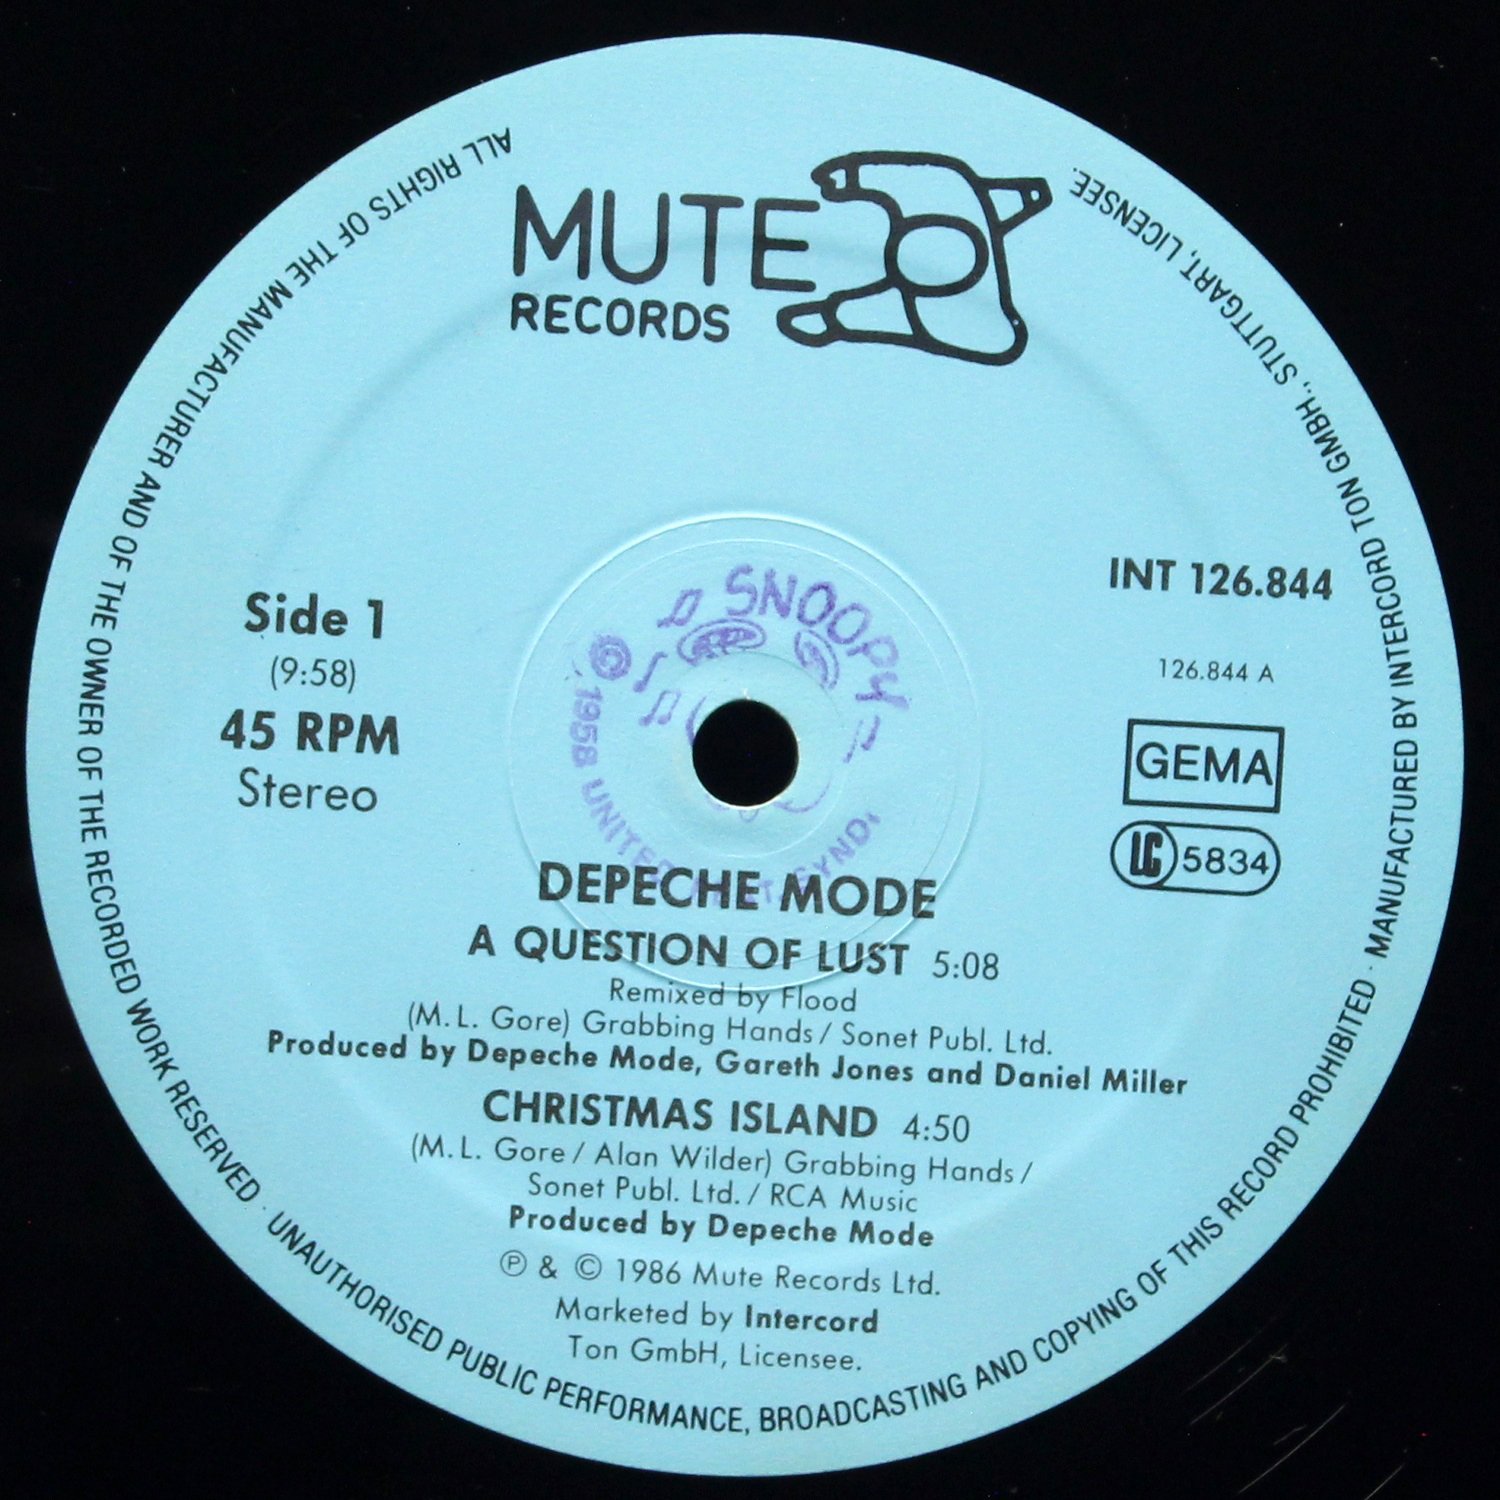 MUTE
RECORDS
Side 1
(9:58)
45 RPM
Stereo
INT 126.844
126.844 A
GEMA
LC 5834
SNOOPY
© 1958 UNITED SYND.
DEPECHE MODE
A QUESTION OF LUST 5:08
Remixed by Flood
(M. L. Gore) Grabbing Hands / Sonet Publ. Ltd.
Produced by Depeche Mode, Gareth Jones and Daniel Miller
CHRISTMAS ISLAND 4:50
(M. L. Gore / Alan Wilder) Grabbing Hands /
Sonet Publ. Ltd. / RCA Music
Produced by Depeche Mode
Ⓟ & © 1986 Mute Records Ltd.
Marketed by Intercord
Ton GmbH, Licensee.
ALL RIGHTS OF THE MANUFACTURER AND OF THE OWNER OF THE RECORDED WORK RESERVED · UNAUTHORISED PUBLIC PERFORMANCE, BROADCASTING AND COPYING OF THIS RECORD PROHIBITED · MANUFACTURED BY INTERCORD TON GMBH., STUTTGART, LICENSEE.